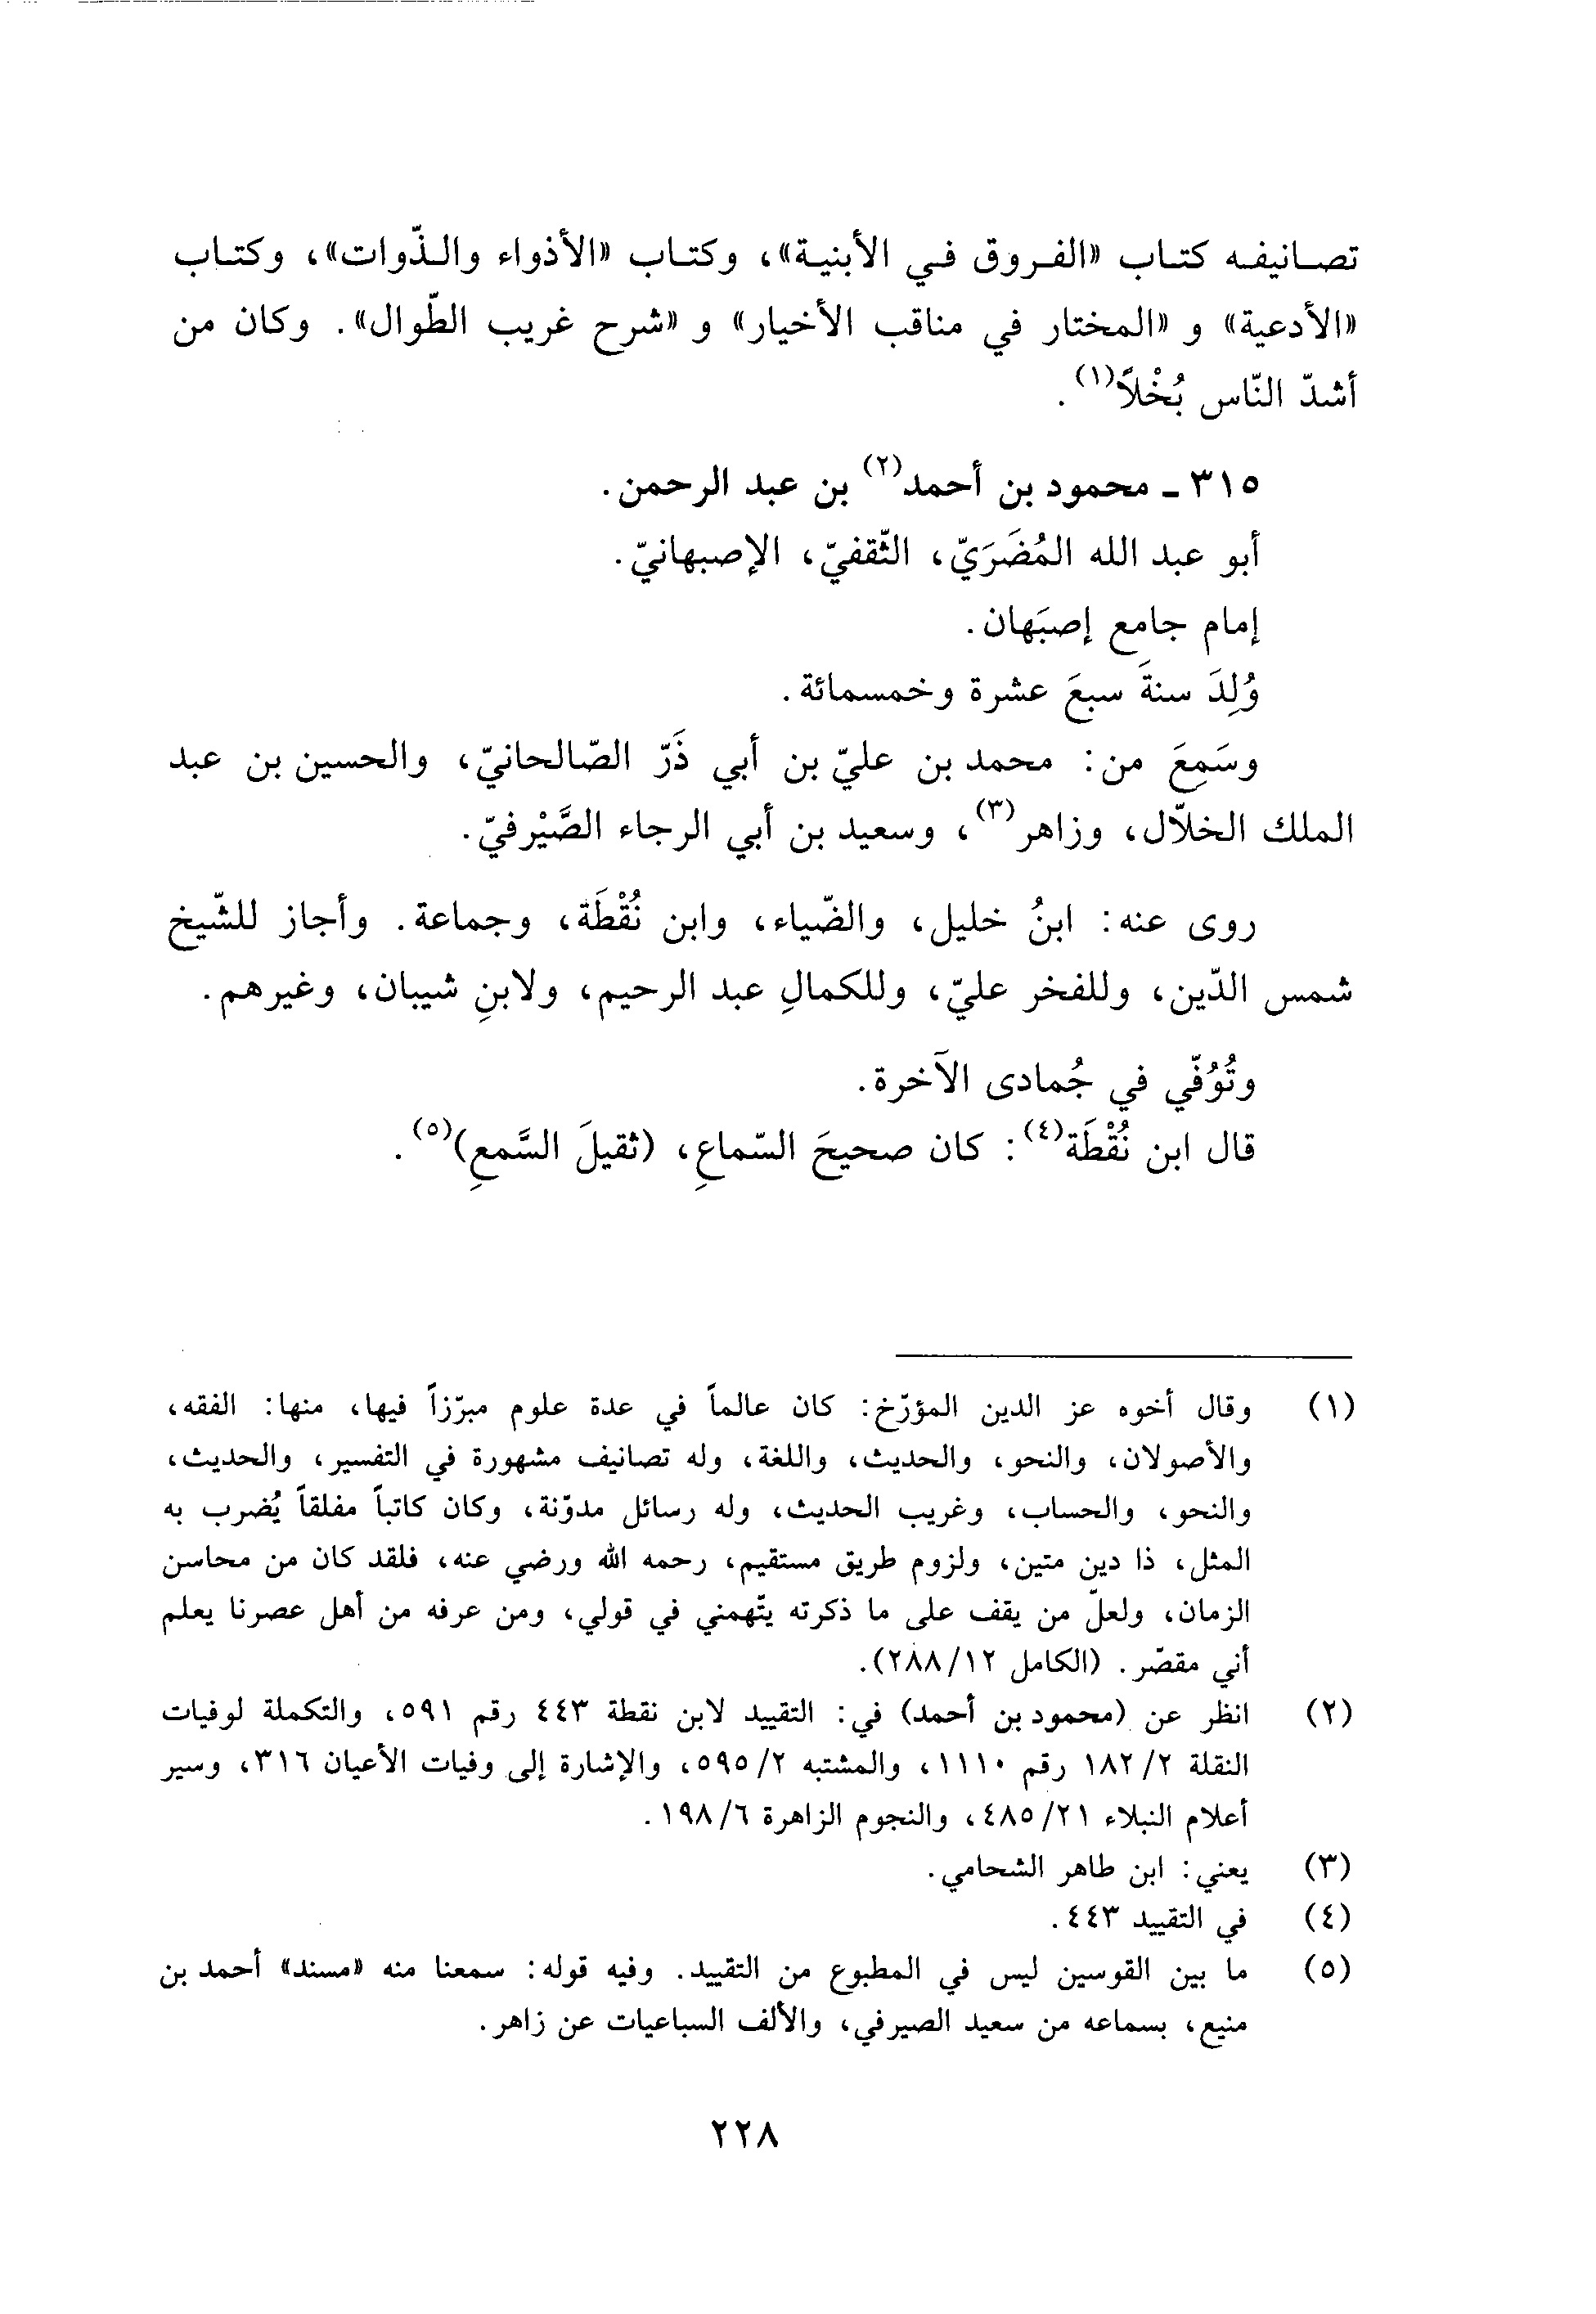 تصانيفه كتاب «الفروق في الأبنية»، وكتاب «الأذواء والذّوات»، وكتاب
«الأدعية» و «المختار في مناقب الأخيار» و «شرح غريب الطّوال». وكان من
أشدّ النّاس بُخْلاً(١).
٣١٥ ـ محمود بن أحمد(٢) بن عبد الرحمن.
أبو عبد الله المُضَرَيّ، الثّقفيّ، الإصبهانيّ.
إمام جامع إصبَهان.
وُلِدَ سنةَ سبعَ عشرة وخمسمائة.
وسَمِعَ من: محمد بن عليّ بن أبي ذَرّ الصّالحانيّ، والحسين بن عبد
الملك الخلاّل، وزاهر(٣)، وسعيد بن أبي الرجاء الصَّيْرفيّ.
روى عنه: ابنُ خليل، والضّياء، وابن نُقْطَة، وجماعة. وأجاز للشّيخ
شمس الدّين، وللفخر عليّ، وللكمالِ عبد الرحيم، ولابنِ شيبان، وغيرهم.
وتُوُفّي في جُمادى الآخرة.
قال ابن نُقْطَة(٤): كان صحيحَ السّماعِ، (ثقيلَ السَّمعِ)(٥).
(١) وقال أخوه عز الدين المؤرّخ: كان عالماً في عدة علوم مبرّزاً فيها، منها: الفقه،
والأصولان، والنحو، والحديث، واللغة، وله تصانيف مشهورة في التفسير، والحديث،
والنحو، والحساب، وغريب الحديث، وله رسائل مدوّنة، وكان كاتباً مفلقاً يُضرب به
المثل، ذا دين متين، ولزوم طريق مستقيم، رحمه الله ورضي عنه، فلقد كان من محاسن
الزمان، ولعلّ من يقف على ما ذكرته يتّهمني في قولي، ومن عرفه من أهل عصرنا يعلم
أني مقصّر. (الكامل ١٢/٢٨٨).
(٢) انظر عن (محمود بن أحمد) في: التقييد لابن نقطة ٤٤٣ رقم ٥٩١، والتكملة لوفيات
النقلة ٢/ ١٨٢ رقم ١١١٠، والمشتبه ٢/ ٥٩٥، والإشارة إلى وفيات الأعيان ٣١٦، وسير
أعلام النبلاء ٢١/ ٤٨٥، والنجوم الزاهرة ٦/ ١٩٨.
(٣) يعني: ابن طاهر الشحامي.
(٤) في التقييد ٤٤٣.
(٥) ما بين القوسين ليس في المطبوع من التقييد. وفيه قوله: سمعنا منه «مسند» أحمد بن
منيع، بسماعه من سعيد الصيرفي، والألف السباعيات عن زاهر.
٢٢٨